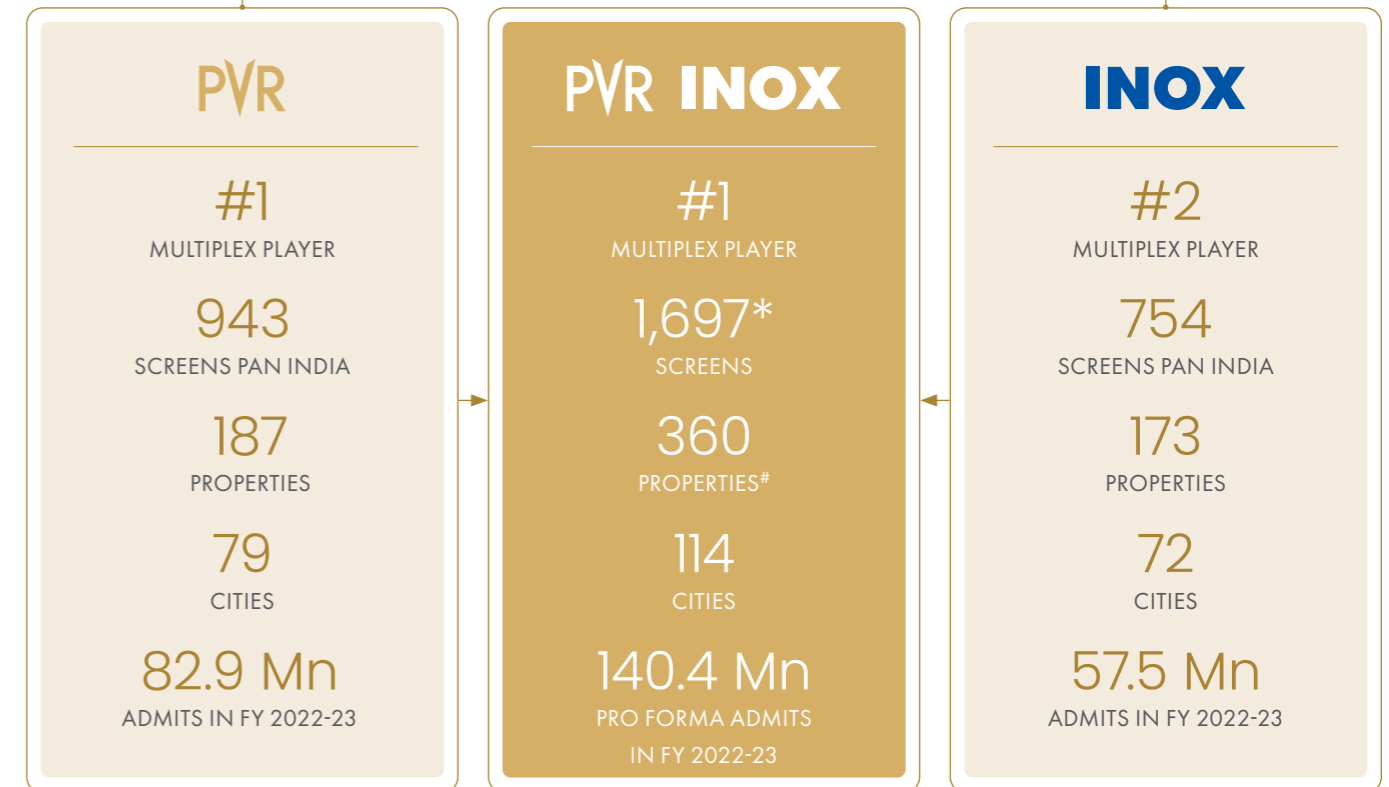 PVR
#1
MULTIPLEX PLAYER
943
SCREENS PAN INDIA
187
PROPERTIES
79
CITIES
82.9 Mn
ADMITS IN FY 2022-23
PVR INOX
#1
MULTIPLEX PLAYER
1,697*
SCREENS
360
PROPERTIES#
114
CITIES
140.4 Mn
PRO FORMA ADMITS
IN FY 2022-23
INOX
#2
MULTIPLEX PLAYER
754
SCREENS PAN INDIA
173
PROPERTIES
72
CITIES
57.5 Mn
ADMITS IN FY 2022-23